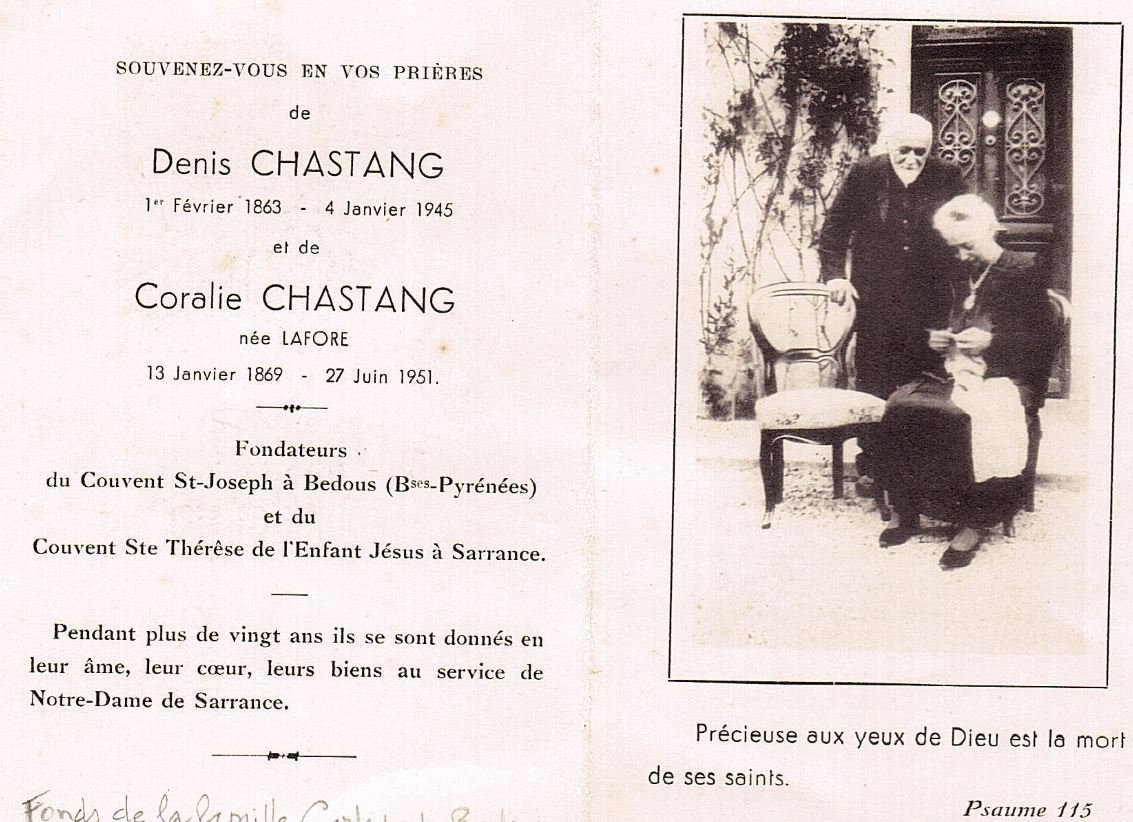 SOUVENEZ-VOUS EN VOS PRIÈRES
de
Denis CHASTANG
1er Février 1863 - 4 Janvier 1945
et de
Coralie CHASTANG
née LAFORE
13 Janvier 1869 - 27 Juin 1951.
Fondateurs
du Couvent St-Joseph à Bedous (Bses-Pyrénées)
et du
Couvent Ste Thérêse de l'Enfant Jésus à Sarrance.
Pendant plus de vingt ans ils se sont donnés en
leur âme, leur cœur, leurs biens au service de
Notre-Dame de Sarrance.
Fonds de la famille
Précieuse aux yeux de Dieu est la mort
de ses saints.
Psaume 115